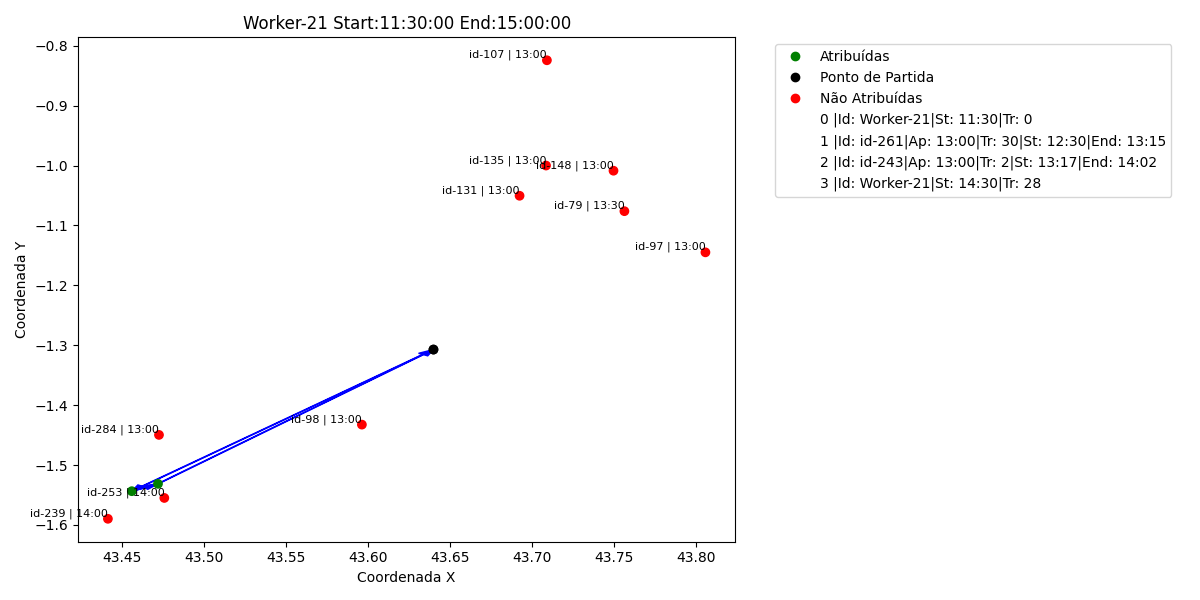 Worker-21 Start:11:30:00 End:15:00:00
Coordenada Y
−0.8
−0.9
−1.0
−1.1
−1.2
−1.3
−1.4
−1.5
−1.6
id-107 | 13:00
id-135 | 13:00
id-148 | 13:00
id-131 | 13:00
id-79 | 13:30
id-97 | 13:00
id-98 | 13:00
id-284 | 13:00
id-253 | 14:00
id-239 | 14:00
43.45 43.50 43.55 43.60 43.65 43.70 43.75 43.80
Coordenada X
Atribuídas
Ponto de Partida
Não Atribuídas
0 |Id: Worker-21|St: 11:30|Tr: 0
1 |Id: id-261|Ap: 13:00|Tr: 30|St: 12:30|End: 13:15
2 |Id: id-243|Ap: 13:00|Tr: 2|St: 13:17|End: 14:02
3 |Id: Worker-21|St: 14:30|Tr: 28